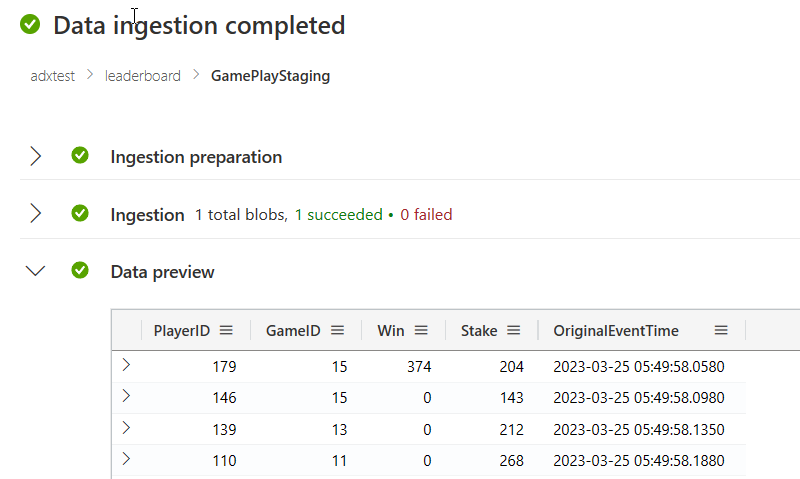 Data ingestion completed
adxtest > leaderboard > GamePlayStaging
Ingestion preparation
Ingestion 1 total blobs, 1 succeeded • 0 failed
Data preview
PlayerID GameID Win Stake OriginalEventTime
179 15 374 204 2023-03-25 05:49:58.0580
146 15 0 143 2023-03-25 05:49:58.0980
139 13 0 212 2023-03-25 05:49:58.1350
110 11 0 268 2023-03-25 05:49:58.1880